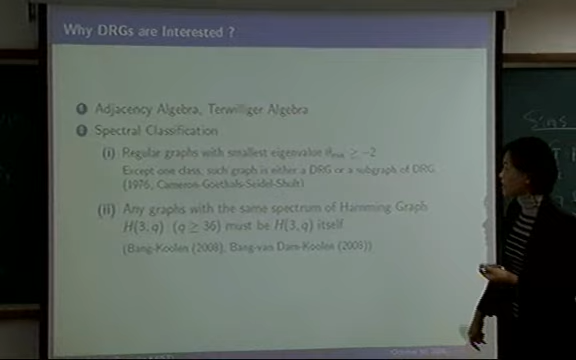 Why DRGs are Interested ?
1 Adjacency Algebra, Terwilliger Algebra
2 Spectral Classification
(i) Regular graphs with smallest eigenvalue θmin ≥ −2
Except one class, such graph is either a DRG or a subgraph of DRG.
(1976, Cameron-Goethals-Seidel-Shult)
(ii) Any graphs with the same spectrum of Hamming Graph
H(3, q) (q ≥ 36) must be H(3, q) itself
(Bang-Koolen (2008), Bang-van Dam-Koolen (2008))